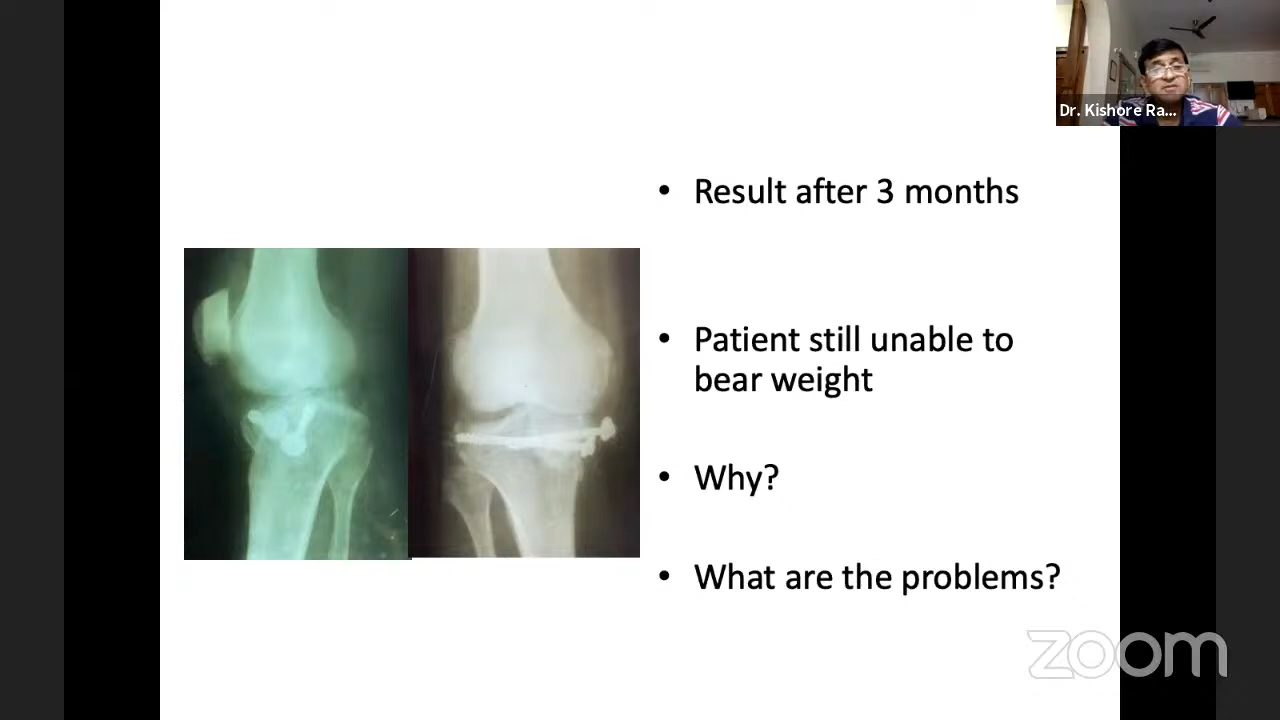 Dr. Kishore Ra...
• Result after 3 months
• Patient still unable to
bear weight
• Why?
• What are the problems?
zoom